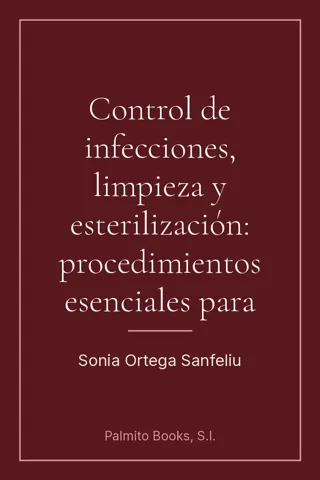 Control de
infecciones,
limpieza y
esterilización:
procedimientos
esenciales para
Sonia Ortega Sanfeliu
Palmito Books, S.l.